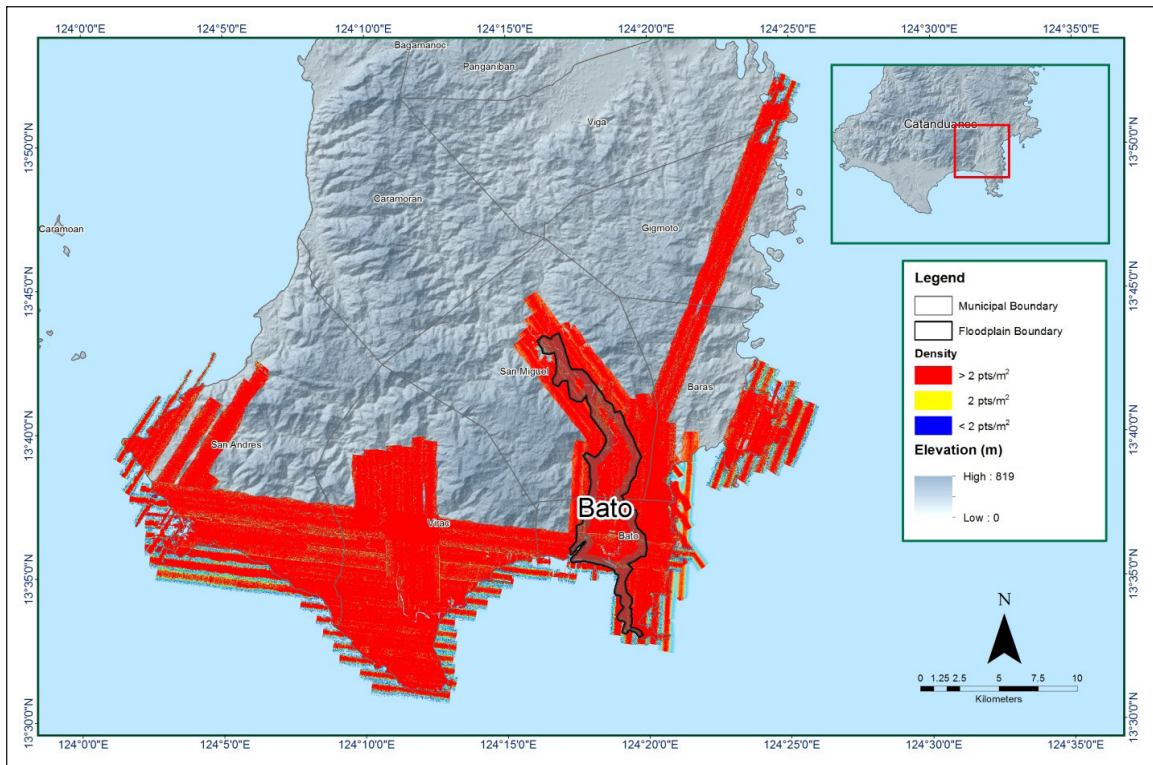 124°0'0"E 124°5'0"E 124°10'0"E 124°15'0"E 124°20'0"E 124°25'0"E 124°30'0"E 124°35'0"E
13°50'0"N
13°45'0"N
13°40'0"N
13°35'0"N
13°30'0"N
Bagamanoc
Panganiban
Viga
Caramoran
Caramoan
Gigmoto
San Miguel
Baras
San Andres
Virac
Bato
Bato
Catanduanes
Legend
Municipal Boundary
Floodplain Boundary
Density
> 2 pts/m²
2 pts/m²
< 2 pts/m²
Elevation (m)
High : 819
Low : 0
N
0 1.25 2.5 5 7.5 10
Kilometers
13°50'0"N
13°45'0"N
13°40'0"N
13°35'0"N
13°30'0"N
124°0'0"E 124°5'0"E 124°10'0"E 124°15'0"E 124°20'0"E 124°25'0"E 124°30'0"E 124°35'0"E